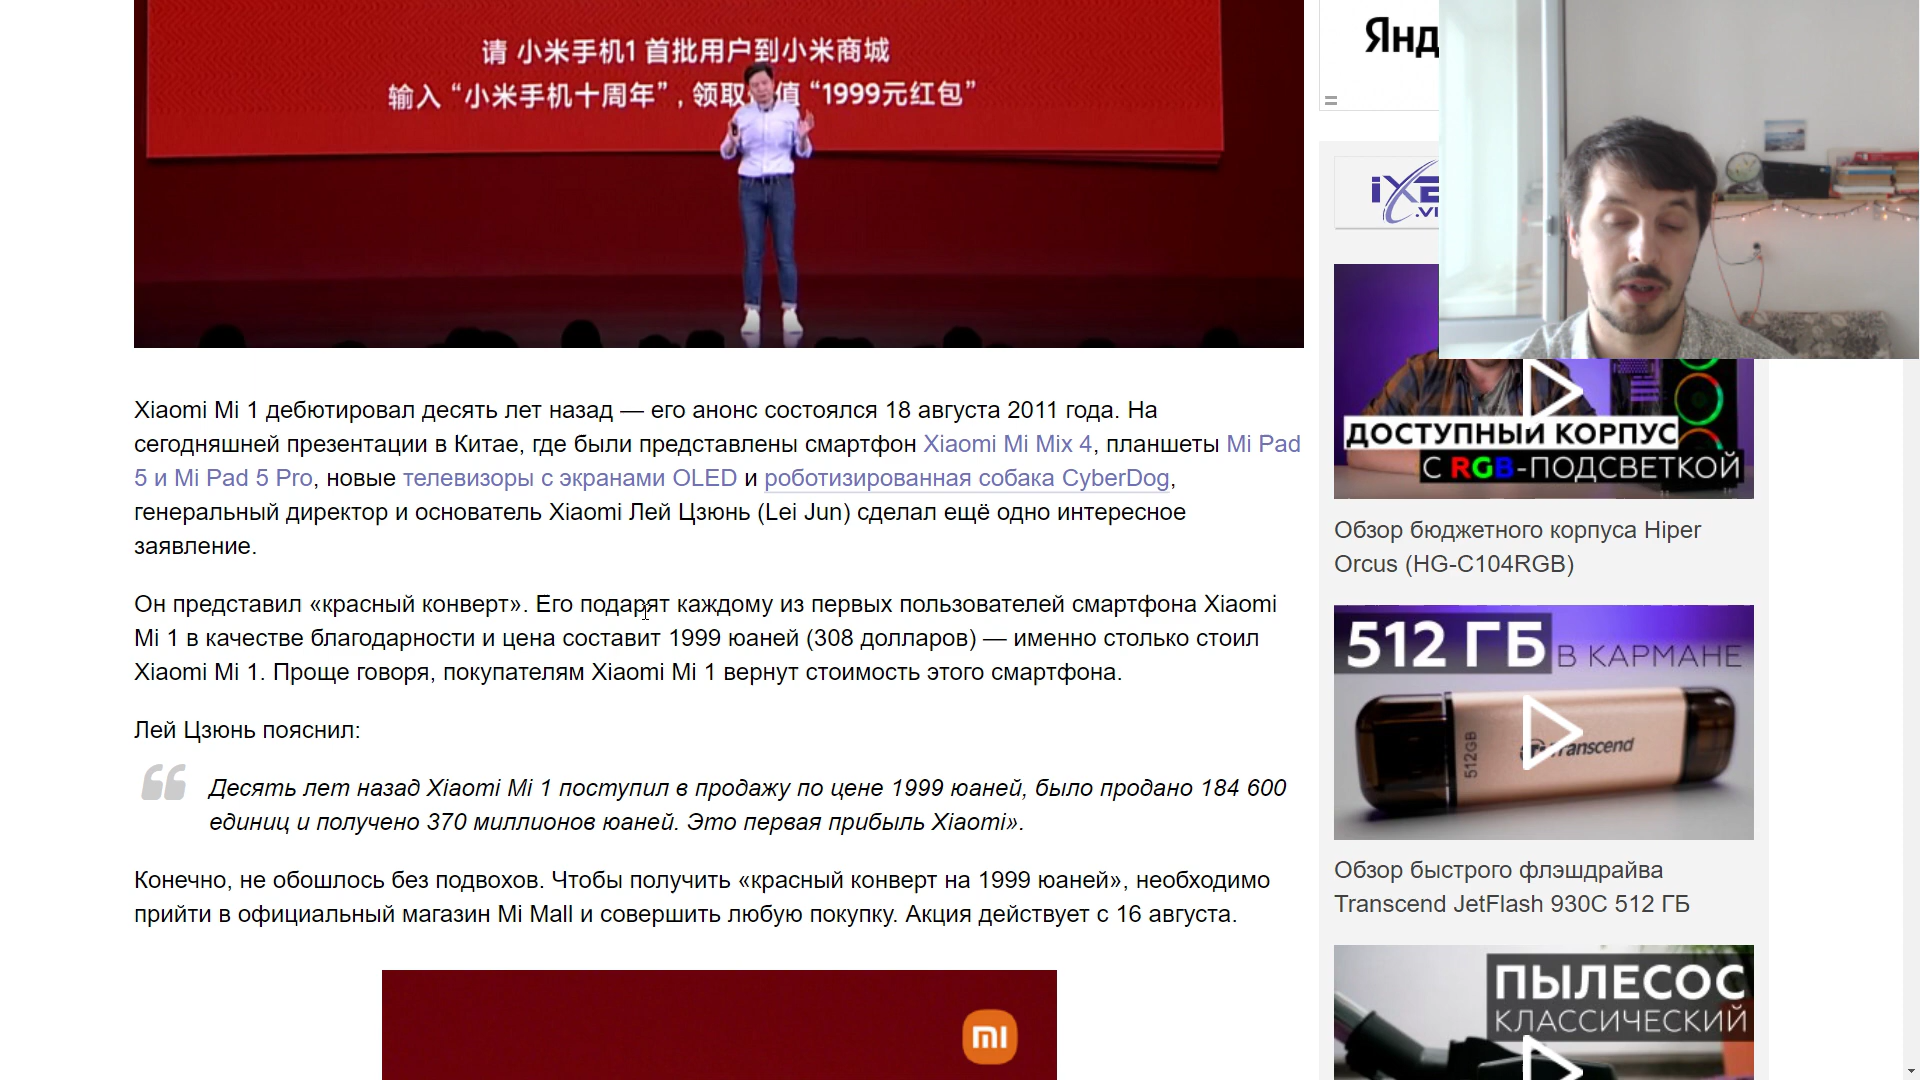 请 小米手机1 首批用户到小米商城
输入 “小米手机十周年” , 领取 值 “1999元红包”
Xiaomi Mi 1 дебютировал десять лет назад — его анонс состоялся 18 августа 2011 года. На
сегодняшней презентации в Китае, где были представлены смартфон Xiaomi Mi Mix 4, планшеты Mi Pad
5 и Mi Pad 5 Pro, новые телевизоры с экранами OLED и роботизированная собака CyberDog,
генеральный директор и основатель Xiaomi Лей Цзюнь (Lei Jun) сделал ещё одно интересное
заявление.
Он представил «красный конверт». Его подарят каждому из первых пользователей смартфона Xiaomi
Mi 1 в качестве благодарности и цена составит 1999 юаней (308 долларов) — именно столько стоил
Xiaomi Mi 1. Проще говоря, покупателям Xiaomi Mi 1 вернут стоимость этого смартфона.
Лей Цзюнь пояснил:
Десять лет назад Xiaomi Mi 1 поступил в продажу по цене 1999 юаней, было продано 184 600
единиц и получено 370 миллионов юаней. Это первая прибыль Xiaomi».
Конечно, не обошлось без подвохов. Чтобы получить «красный конверт на 1999 юаней», необходимо
прийти в официальный магазин Mi Mall и совершить любую покупку. Акция действует с 16 августа.
mi
Янд
iXE
.VI
ДОСТУПНЫЙ КОРПУС
С RGB-ПОДСВЕТКОЙ
Обзор бюджетного корпуса Hiper
Orcus (HG-C104RGB)
512 ГБ В КАРМАНЕ
512GB
Transcend
Обзор быстрого флэшдрайва
Transcend JetFlash 930C 512 ГБ
ПЫЛЕСОС
КЛАССИЧЕСКИЙ